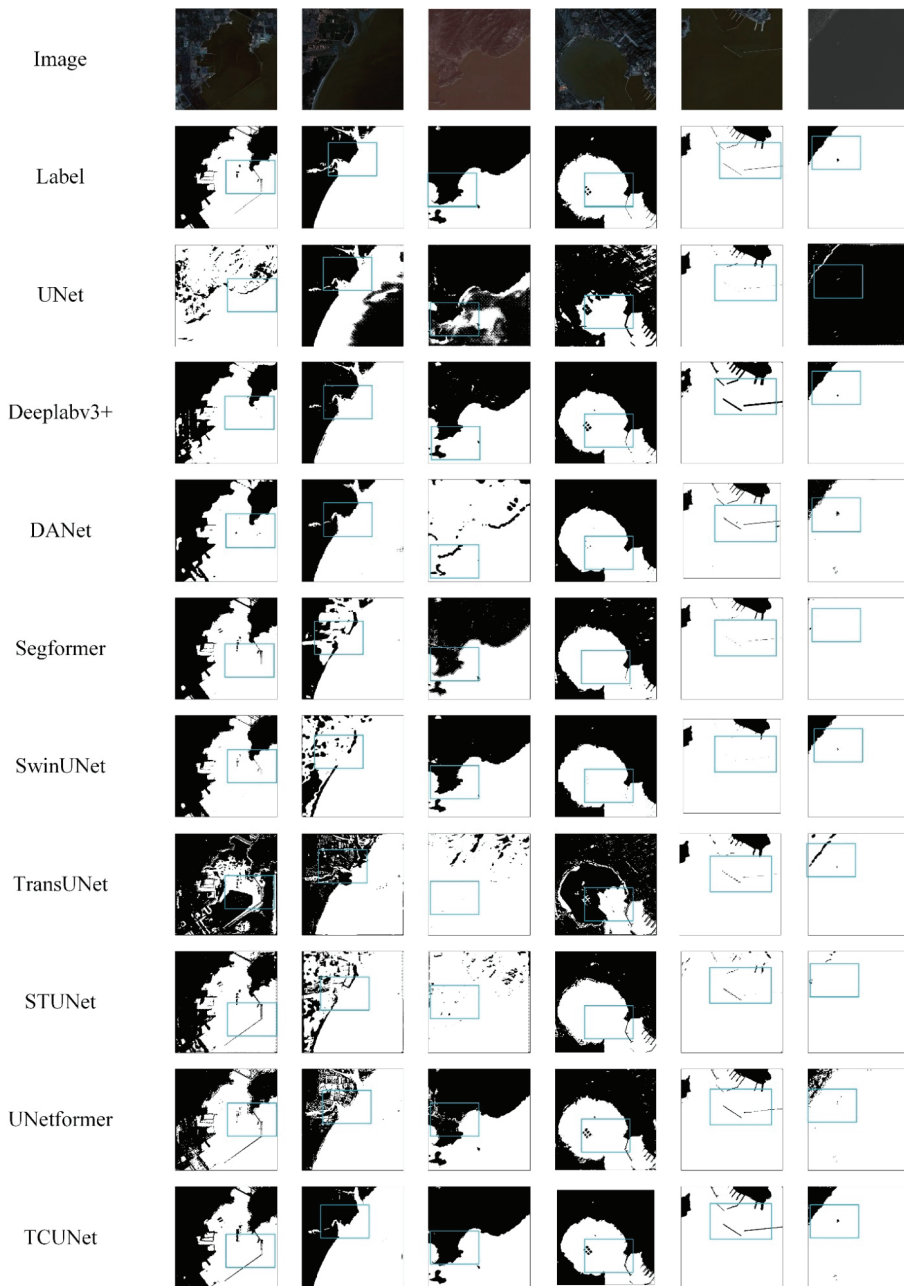 Image
Label
UNet
Deeplabv3+
DANet
Segformer
SwinUNet
TransUNet
STUNet
UNetformer
TCUNet